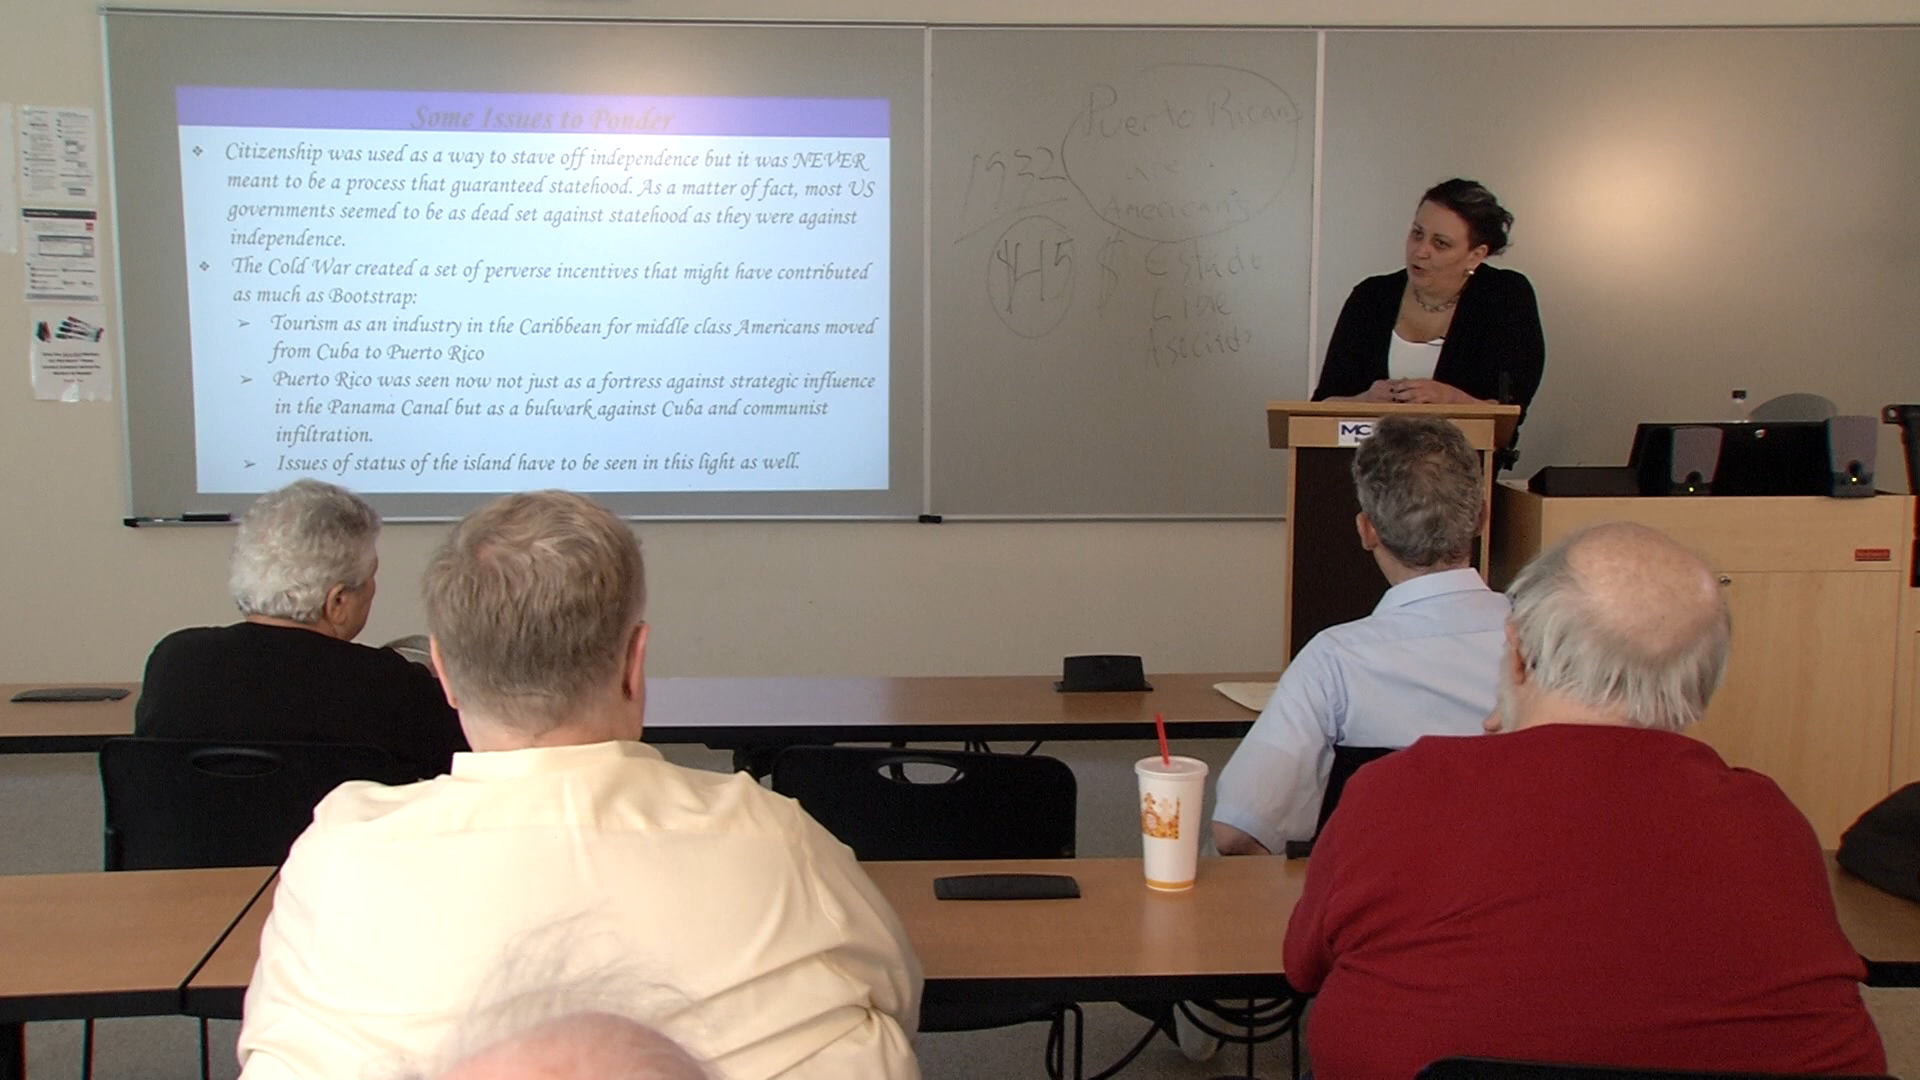 Some Issues to Ponder
❖ Citizenship was used as a way to stave off independence but it was NEVER
meant to be a process that guaranteed statehood. As a matter of fact, most US
governments seemed to be as dead set against statehood as they were against
independence.
❖ The Cold War created a set of perverse incentives that might have contributed
as much as Bootstrap:
➢ Tourism as an industry in the Caribbean for middle class Americans moved
from Cuba to Puerto Rico
➢ Puerto Rico was seen now not just as a fortress against strategic influence
in the Panama Canal but as a bulwark against Cuba and communist
infiltration.
➢ Issues of status of the island have to be seen in this light as well.
Puerto Ricans
are
Americans
1932
$ Estado
Libre
Asociado
MC